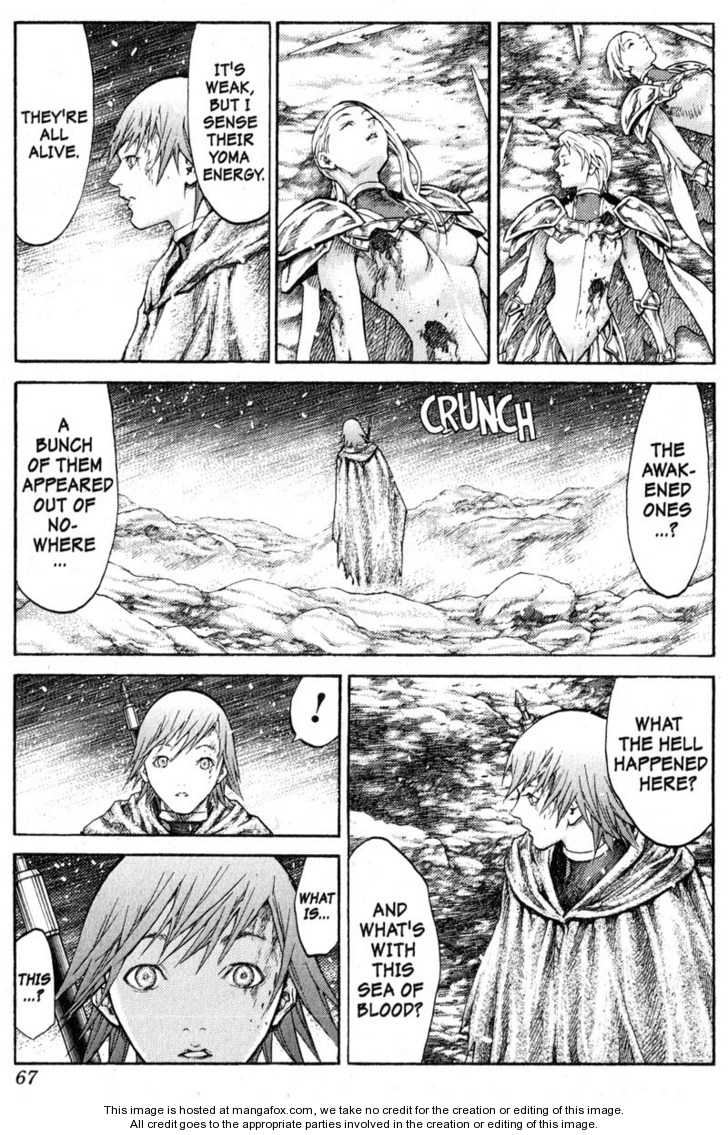 IT'S
WEAK,
BUT I
SENSE
THEIR
YOMA
ENERGY.
THEY'RE
ALL
ALIVE.
THE
AWAK-
ENED
ONES
...?
CRUNCH
A
BUNCH
OF THEM
APPEARED
OUT OF
NO-
WHERE
...
WHAT
THE HELL
HAPPENED
HERE?
AND
WHAT'S
WITH
THIS
SEA OF
BLOOD?
!
WHAT
IS...
THIS
...?
67
This image is hosted at mangafox.com, we take no credit for the creation or editing of this image.
All credit goes to the appropriate parties involved in the creation or editing of this image.